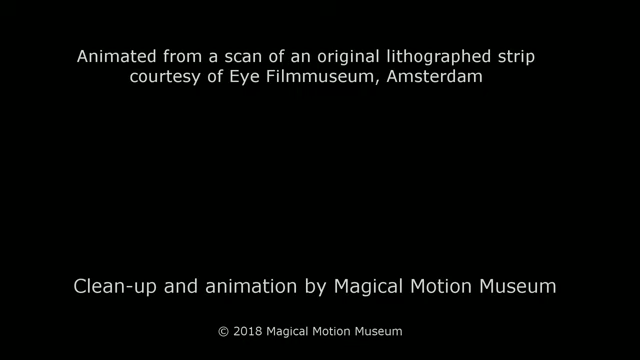 Animated from a scan of an original lithographed strip
courtesy of Eye Filmmuseum, Amsterdam
Clean-up and animation by Magical Motion Museum
© 2018 Magical Motion Museum